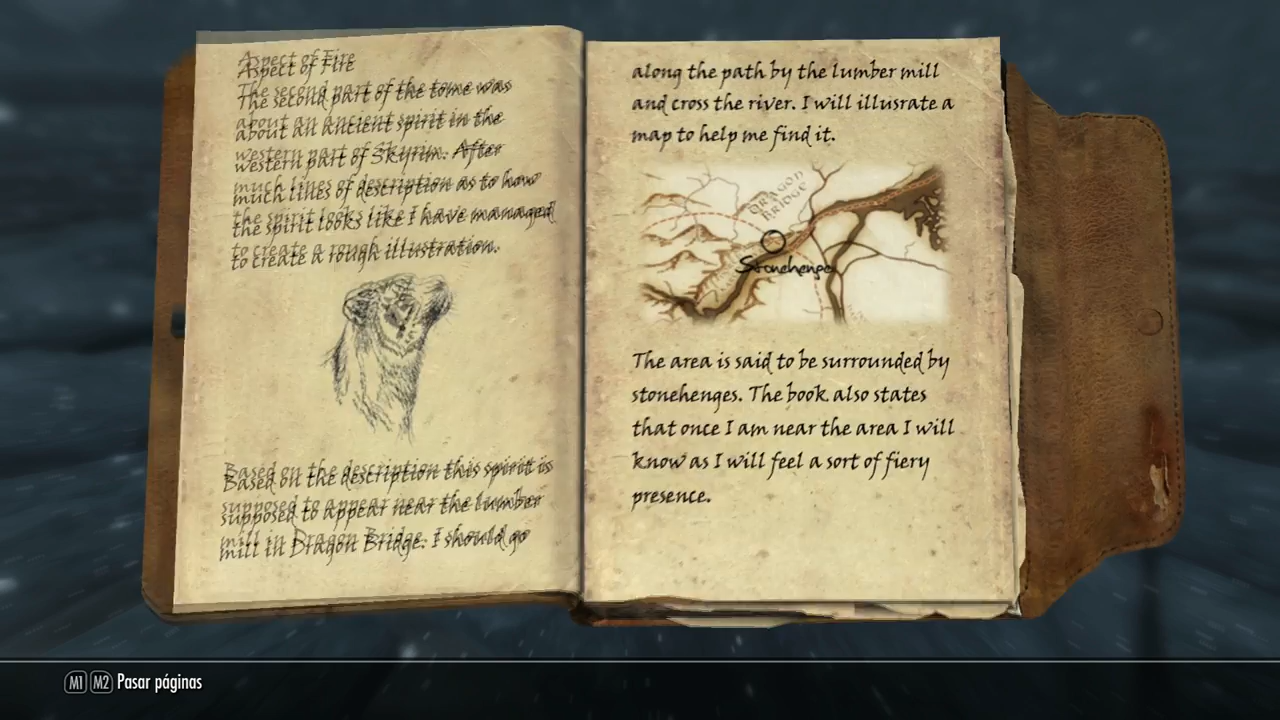 Aspect of Fire
The second part of the tome was
about an ancient spirit in the
western part of Skyrim. After
much lines of description as to how
the spirit looks like I have managed
to create a rough illustration.
Based on the description this spirit is
supposed to appear near the lumber
mill in Dragon Bridge. I should go
along the path by the lumber mill
and cross the river. I will illusrate a
map to help me find it.
DRAGON
BRIDGE
Stonehenge
The area is said to be surrounded by
stonehenges. The book also states
that once I am near the area I will
know as I will feel a sort of fiery
presence.
M1 M2 Pasar páginas